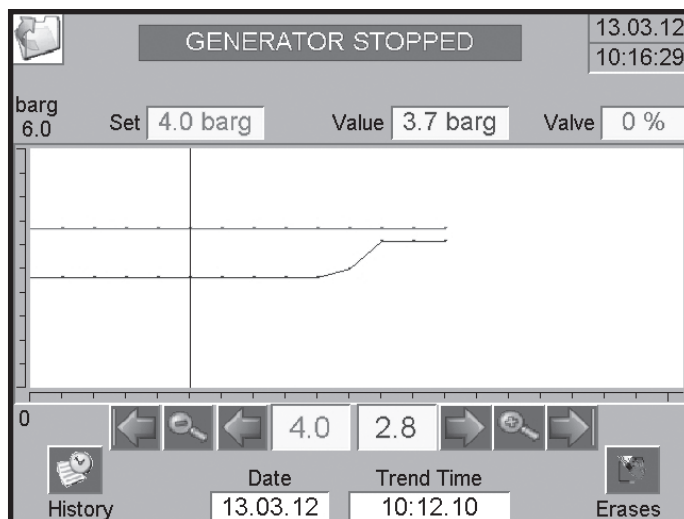 GENERATOR STOPPED
13.03.12
10:16:29
barg
6.0
Set 4.0 barg Value 3.7 barg Valve 0 %
0
4.0 2.8
History
Date
13.03.12
Trend Time
10:12.10
Erases